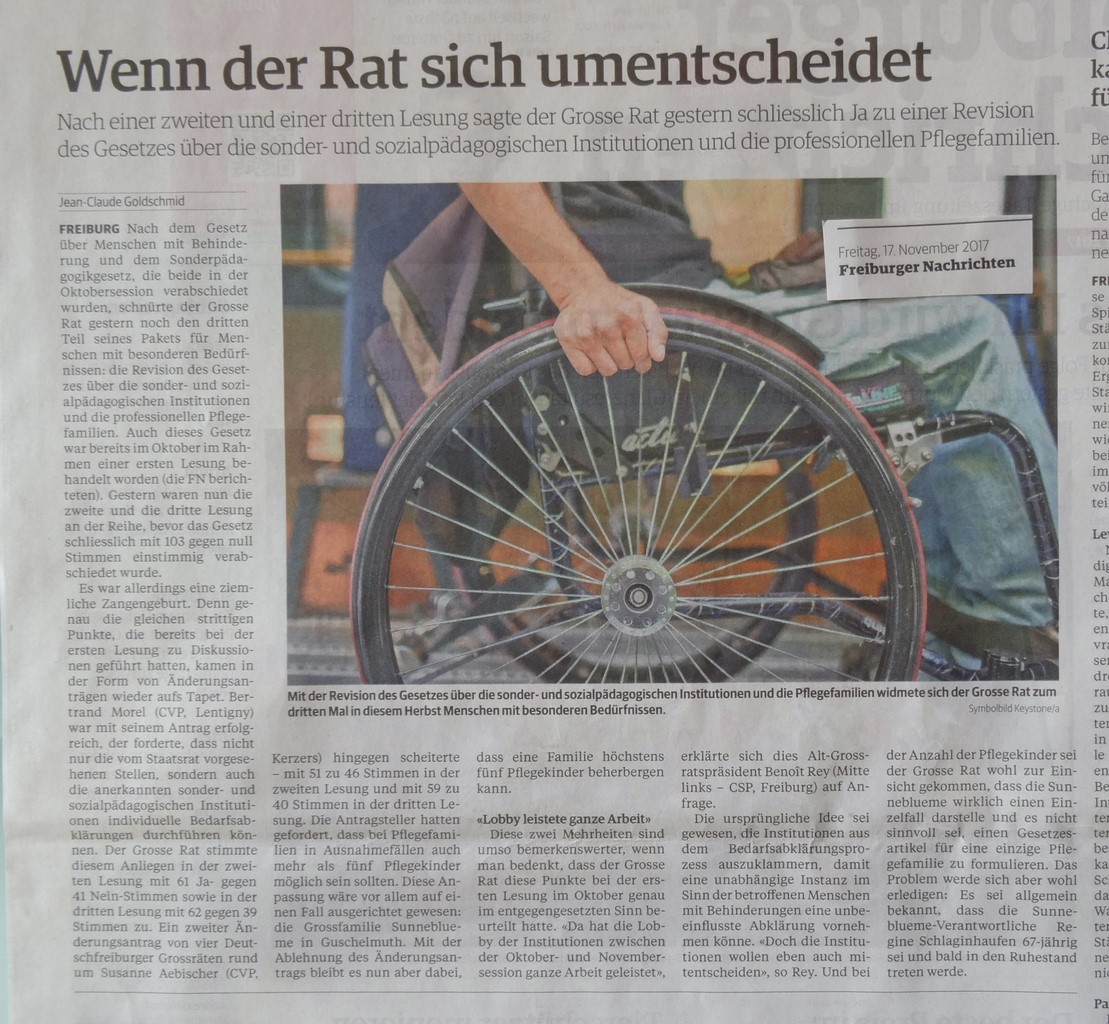 Wenn der Rat sich umentscheidet
Nach einer zweiten und einer dritten Lesung sagte der Grosse Rat gestern schliesslich Ja zu einer Revision
des Gesetzes über die sonder- und sozialpädagogischen Institutionen und die professionellen Pflegefamilien.
Jean-Claude Goldschmid
FREIBURG Nach dem Gesetz
über Menschen mit Behinde-
rung und dem Sonderpäda-
gogikgesetz, die beide in der
Oktobersession verabschiedet
wurden, schnürte der Grosse
Rat gestern noch den dritten
Teil seines Pakets für Men-
schen mit besonderen Bedürf-
nissen: die Revision des Geset-
zes über die sonder- und sozi-
alpädagogischen Institutionen
und die professionellen Pflege-
familien. Auch dieses Gesetz
war bereits im Oktober im Rah-
men einer ersten Lesung be-
handelt worden (die FN berich-
teten). Gestern waren nun die
zweite und die dritte Lesung
an der Reihe, bevor das Gesetz
schliesslich mit 103 gegen null
Stimmen einstimmig verab-
schiedet wurde.
Es war allerdings eine ziem-
liche Zangengeburt. Denn ge-
nau die gleichen strittigen
Punkte, die bereits bei der
ersten Lesung zu Diskussio-
nen geführt hatten, kamen in
der Form von Änderungsan-
trägen wieder aufs Tapet. Ber-
trand Morel (CVP, Lentigny)
war mit seinem Antrag erfolg-
reich, der forderte, dass nicht
nur die vom Staatsrat vorgese-
henen Stellen, sondern auch
die anerkannten sonder- und
sozialpädagogischen Instituti-
onen individuelle Bedarfsab-
klärungen durchführen kön-
nen. Der Grosse Rat stimmte
diesem Anliegen in der zwei-
ten Lesung mit 61 Ja- gegen
41 Nein-Stimmen sowie in der
dritten Lesung mit 62 gegen 39
Stimmen zu. Ein zweiter Än-
derungsantrag von vier Deut-
schfreiburger Grossräten rund
um Susanne Aebischer (CVP,
Freitag, 17. November 2017
Freiburger Nachrichten
acta
Mit der Revision des Gesetzes über die sonder- und sozialpädagogischen Institutionen und die Pflegefamilien widmete sich der Grosse Rat zum
dritten Mal in diesem Herbst Menschen mit besonderen Bedürfnissen.
Symbolbild Keystone/a
Kerzers) hingegen scheiterte
– mit 51 zu 46 Stimmen in der
zweiten Lesung und mit 59 zu
40 Stimmen in der dritten Le-
sung. Die Antragsteller hatten
gefordert, dass bei Pflegefami-
lien in Ausnahmefällen auch
mehr als fünf Pflegekinder
möglich sein sollten. Diese An-
passung wäre vor allem auf ei-
nen Fall ausgerichtet gewesen:
die Grossfamilie Sunneblue-
me in Guschelmuth. Mit der
Ablehnung des Änderungsan-
trags bleibt es nun aber dabei,
dass eine Familie höchstens
fünf Pflegekinder beherbergen
kann.
«Lobby leistete ganze Arbeit»
Diese zwei Mehrheiten sind
umso bemerkenswerter, wenn
man bedenkt, dass der Grosse
Rat diese Punkte bei der ers-
ten Lesung im Oktober genau
im entgegengesetzten Sinn be-
urteilt hatte. «Da hat die Lob-
by der Institutionen zwischen
der Oktober- und November-
session ganze Arbeit geleistet»,
erklärte sich dies Alt-Gross-
ratspräsident Benoît Rey (Mitte
links – CSP, Freiburg) auf An-
frage.
Die ursprüngliche Idee sei
gewesen, die Institutionen aus
dem Bedarfsabklärungspro-
zess auszuklammern, damit
eine unabhängige Instanz im
Sinn der betroffenen Menschen
mit Behinderungen eine unbe-
einflusste Abklärung vorneh-
men könne. «Doch die Institu-
tionen wollen eben auch mi-
tentscheiden», so Rey. Und bei
der Anzahl der Pflegekinder sei
der Grosse Rat wohl zur Ein-
sicht gekommen, dass die Sun-
neblueme wirklich einen Ein-
zelfall darstelle und es nicht
sinnvoll sei, einen Gesetzes-
artikel für eine einzige Pfle-
gefamilie zu formulieren. Das
Problem werde sich aber wohl
erledigen: Es sei allgemein
bekannt, dass die Sunne-
blueme-Verantwortliche Re-
gine Schlaginhaufen 67-jährig
sei und bald in den Ruhestand
treten werde.